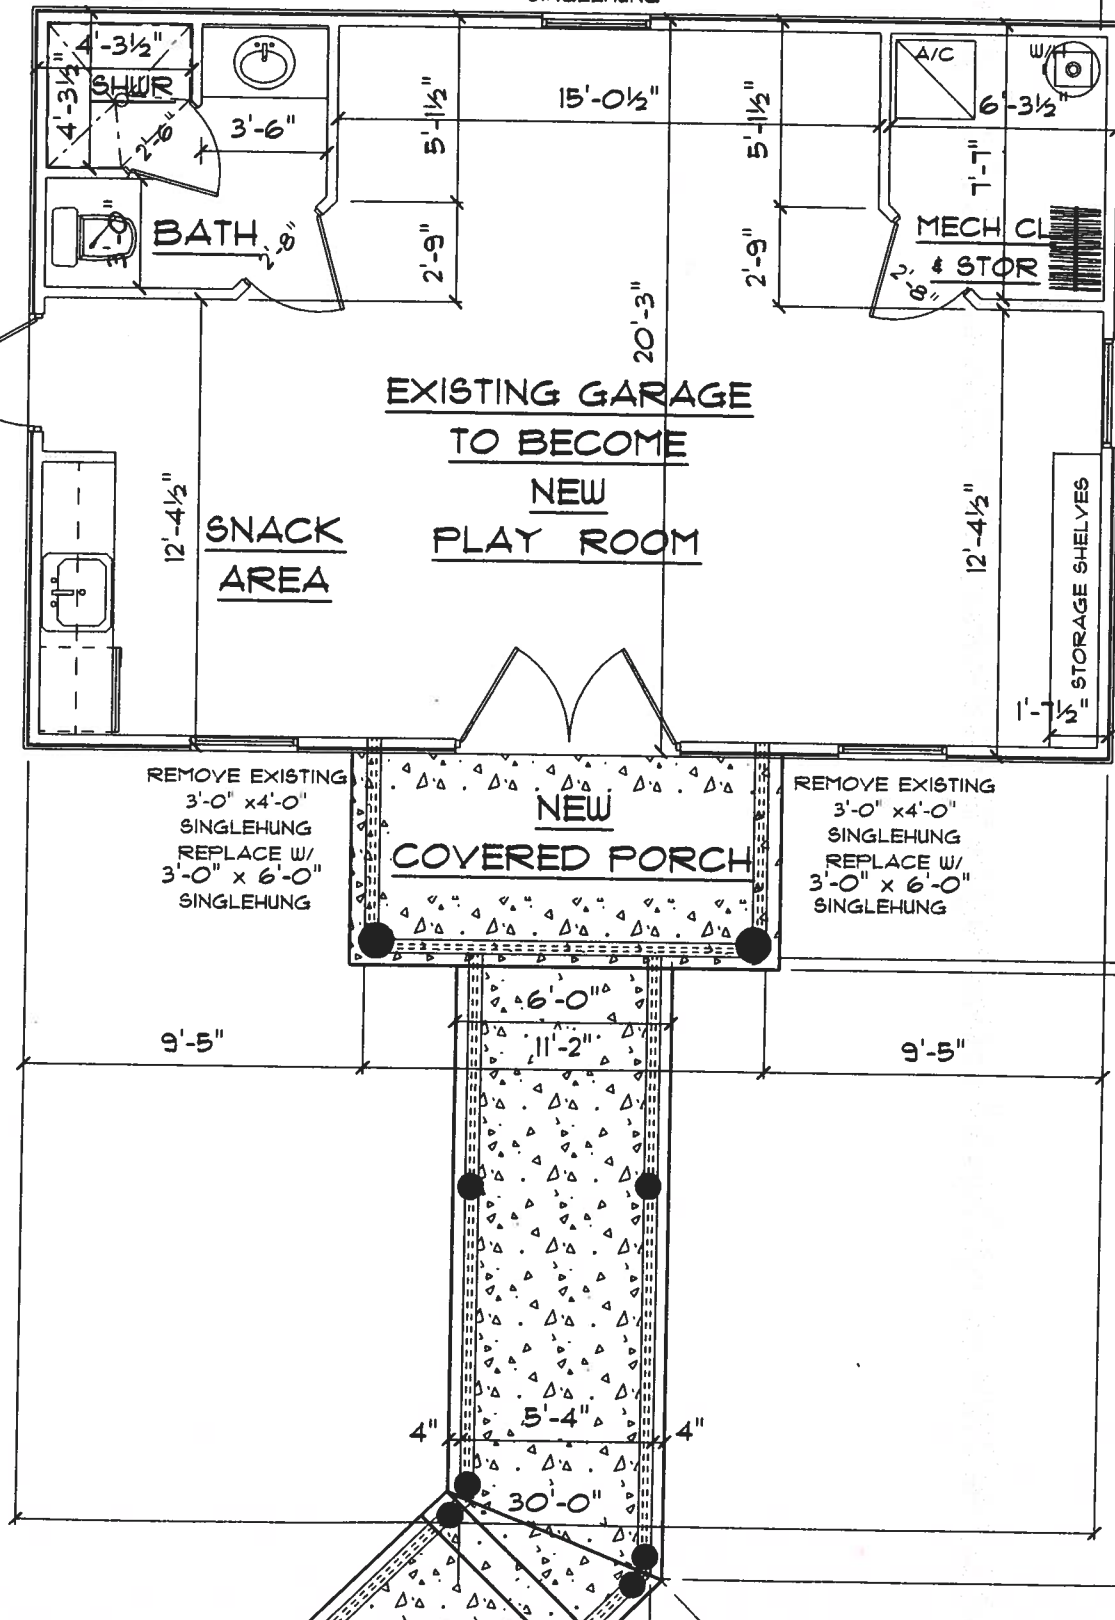 SINGLEHUNG
4'-3½"
SHWR
4'-3½"
2'-6"
3'-6"
5'-1½"
15'-0½"
5'-1½"
A/C
W/H
6'-3½"
7'-7"
BATH
3'-0"
2'-8"
2'-9"
2'-9"
MECH CL
& STOR
2'-8"
20'-3"
EXISTING GARAGE
TO BECOME
NEW
PLAY ROOM
12'-4½"
SNACK
AREA
12'-4½"
STORAGE SHELVES
1'-7½"
REMOVE EXISTING
3'-0" x4'-0"
SINGLEHUNG
REPLACE W/
3'-0" x 6'-0"
SINGLEHUNG
NEW
COVERED PORCH
REMOVE EXISTING
3'-0" x4'-0"
SINGLEHUNG
REPLACE W/
3'-0" x 6'-0"
SINGLEHUNG
6'-0"
9'-5"
11'-2"
9'-5"
4"
5'-4"
4"
30'-0"